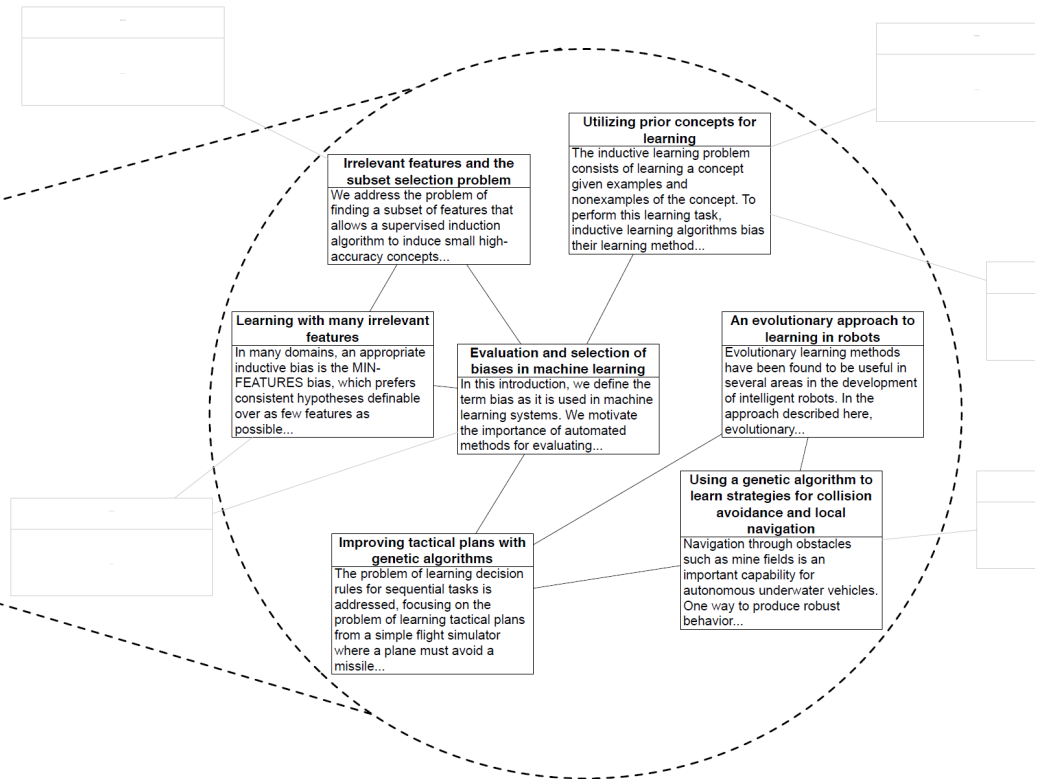 Utilizing prior concepts for
learning
The inductive learning problem
consists of learning a concept
given examples and
nonexamples of the concept. To
perform this learning task,
inductive learning algorithms bias
their learning method...
Irrelevant features and the
subset selection problem
We address the problem of
finding a subset of features that
allows a supervised induction
algorithm to induce small high-
accuracy concepts...
Learning with many irrelevant
features
In many domains, an appropriate
inductive bias is the MIN-
FEATURES bias, which prefers
consistent hypotheses definable
over as few features as
possible...
Evaluation and selection of
biases in machine learning
In this introduction, we define the
term bias as it is used in machine
learning systems. We motivate
the importance of automated
methods for evaluating...
An evolutionary approach to
learning in robots
Evolutionary learning methods
have been found to be useful in
several areas in the development
of intelligent robots. In the
approach described here,
evolutionary...
Using a genetic algorithm to
learn strategies for collision
avoidance and local
navigation
Navigation through obstacles
such as mine fields is an
important capability for
autonomous underwater vehicles.
One way to produce robust
behavior...
Improving tactical plans with
genetic algorithms
The problem of learning decision
rules for sequential tasks is
addressed, focusing on the
problem of learning tactical plans
from a simple flight simulator
where a plane must avoid a
missile...